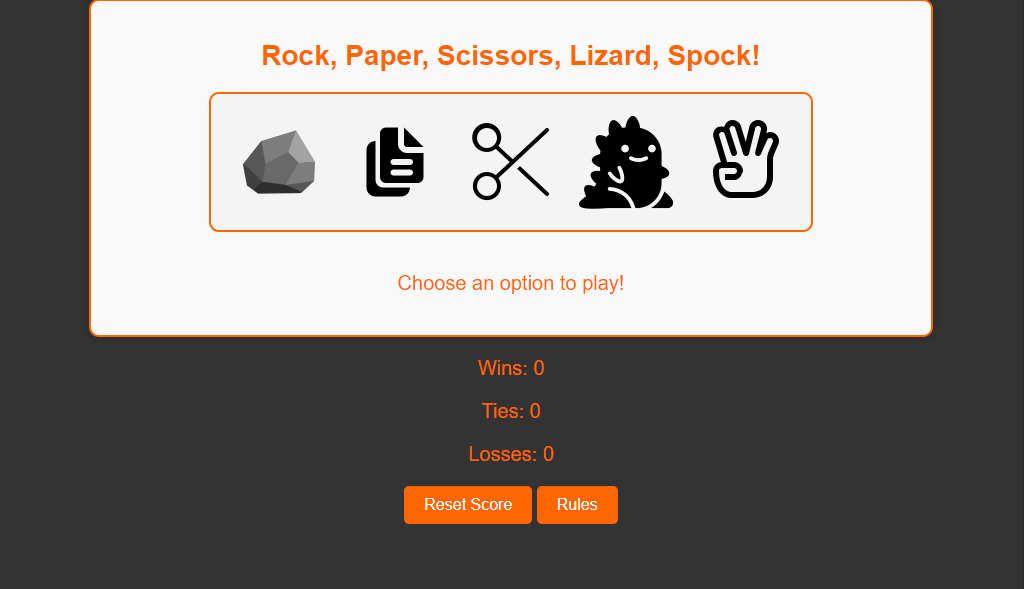 Rock, Paper, Scissors, Lizard, Spock!
Choose an option to play!
Wins: 0
Ties: 0
Losses: 0
Reset Score Rules